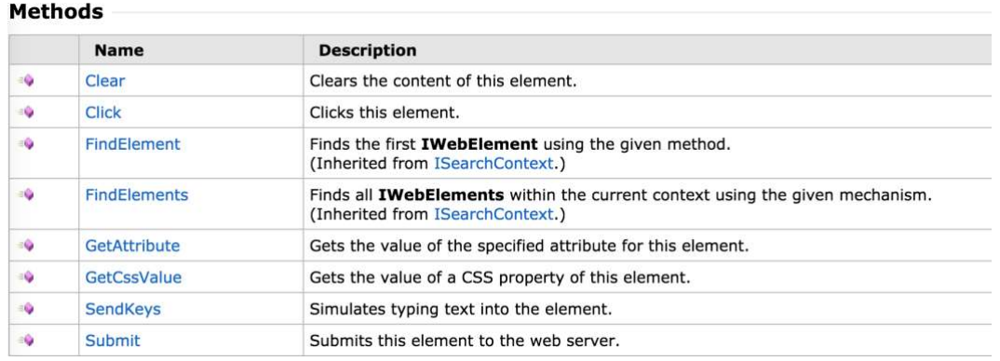 Methods
Name Description
Clear Clears the content of this element.
Click Clicks this element.
FindElement Finds the first IWebElement using the given method.
(Inherited from ISearchContext.)
FindElements Finds all IWebElements within the current context using the given mechanism.
(Inherited from ISearchContext.)
GetAttribute Gets the value of the specified attribute for this element.
GetCssValue Gets the value of a CSS property of this element.
SendKeys Simulates typing text into the element.
Submit Submits this element to the web server.